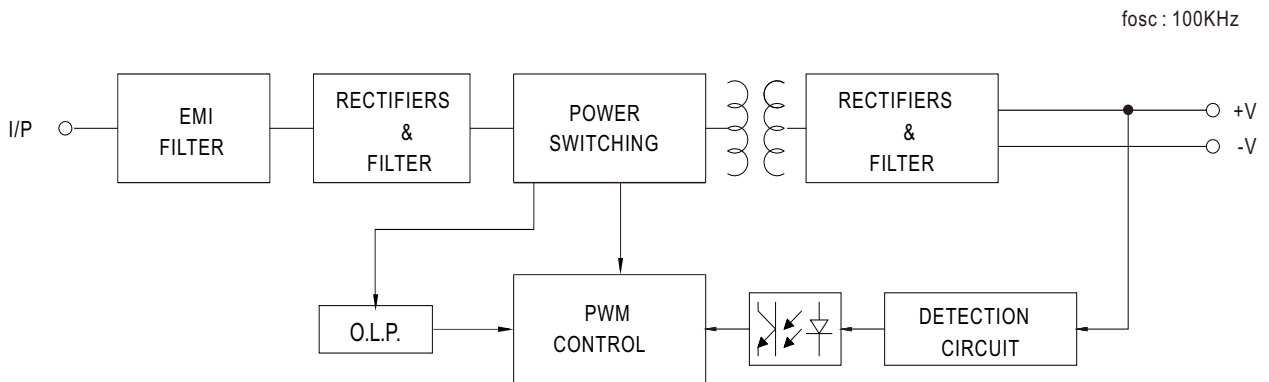 fosc : 100KHz
I/P
EMI
FILTER
RECTIFIERS
&
FILTER
POWER
SWITCHING
RECTIFIERS
&
FILTER
+V
-V
O.L.P.
PWM
CONTROL
DETECTION
CIRCUIT